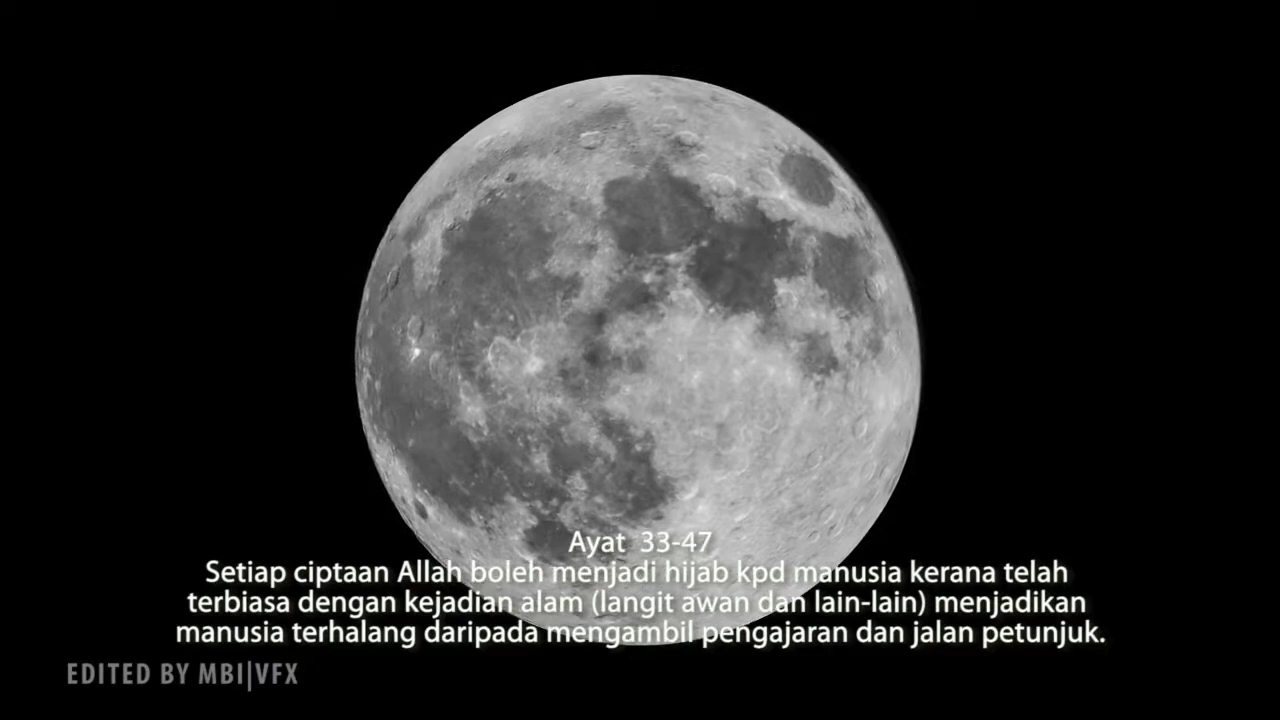 Ayat 33-47
Setiap ciptaan Allah boleh menjadi hijab kpd manusia kerana telah
terbiasa dengan kejadian alam (langit awan dan lain-lain) menjadikan
manusia terhalang daripada mengambil pengajaran dan jalan petunjuk.
EDITED BY MBI|VFX